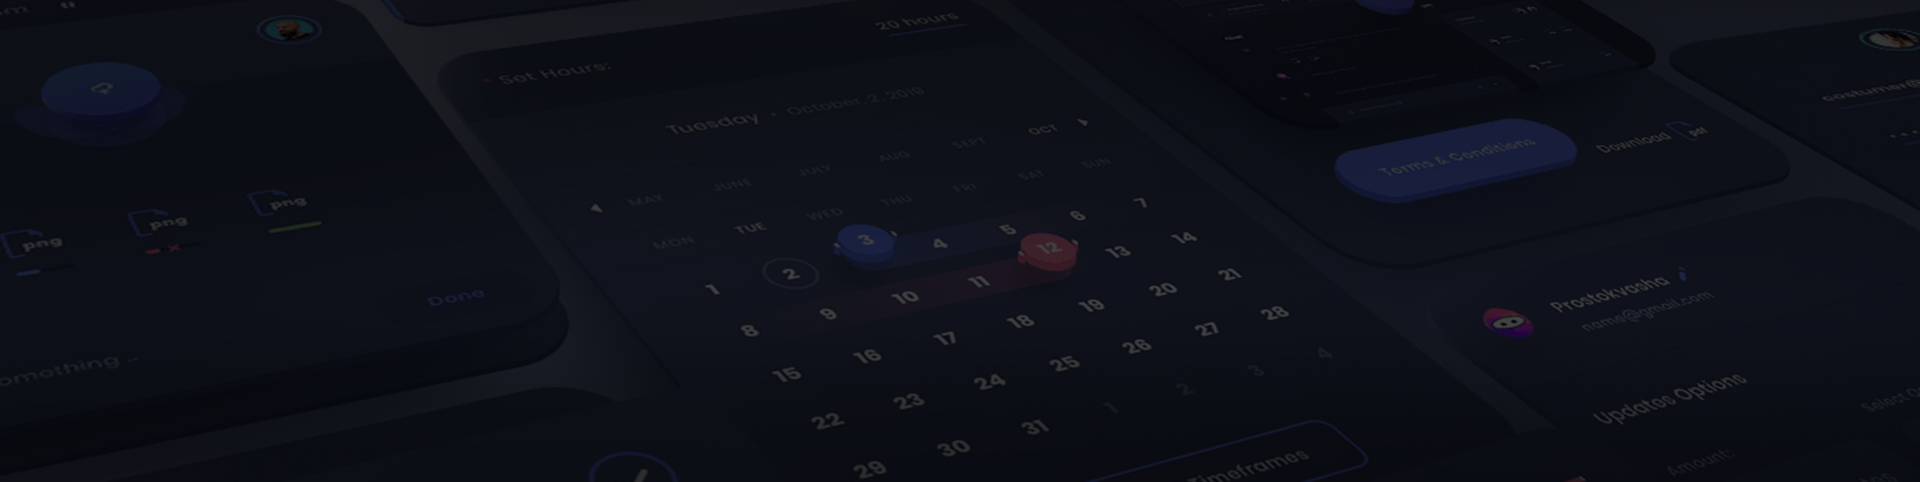 20 hours
Set Hours:
Tuesday • October, 2, 2019
MAY JUNE JULY AUG SEPT OCT
MON TUE WED THU FRI SAT SUN
1 2 3 4 5 6 7
8 9 10 11 12 13 14
15 16 17 18 19 20 21
22 23 24 25 26 27 28
29 30 31 1 2 3 4
Timeframes
png png png
Done
omething ..
Terms & Conditions
Download pdf
costumer@
Prostokvasha
name@gmail.com
Updates Options
Select O
Amount: